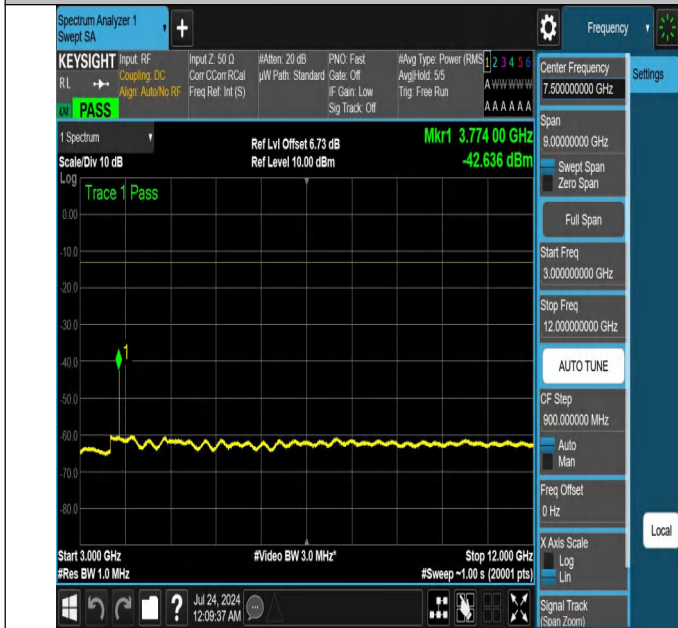 Spectrum Analyzer 1
Swept SA
+
Frequency
KEYSIGHT
RL
PASS
Input: RF
Coupling: DC
Align: Auto/No RF
Input Z: 50 Ω
Corr CCorr RCal
Freq Ref: Int (S)
#Atten: 20 dB
µW Path: Standard
PNO: Fast
Gate: Off
IF Gain: Low
Sig Track: Off
#Avg Type: Power (RMS
Avg|Hold: 5/5
Trig: Free Run
1 2 3 4 5 6
A W W W W W
A A A A A A
1 Spectrum
Scale/Div 10 dB
Ref Lvl Offset 6.73 dB
Ref Level 10.00 dBm
Mkr1 3.774 00 GHz
-42.636 dBm
Log
Trace 1 Pass
0.00
-10.0
-20.0
-30.0
-40.0
-50.0
-60.0
-70.0
-80.0
1
Start 3.000 GHz
#Res BW 1.0 MHz
#Video BW 3.0 MHz*
Stop 12.000 GHz
#Sweep ~1.00 s (20001 pts)
?
Jul 24, 2024
12:09:37 AM
Center Frequency
7.500000000 GHz
Settings
Span
9.00000000 GHz
Swept Span
Zero Span
Full Span
Start Freq
3.000000000 GHz
Stop Freq
12.000000000 GHz
AUTO TUNE
CF Step
900.000000 MHz
Auto
Man
Freq Offset
0 Hz
Local
X Axis Scale
Log
Lin
Signal Track
(Span Zoom)